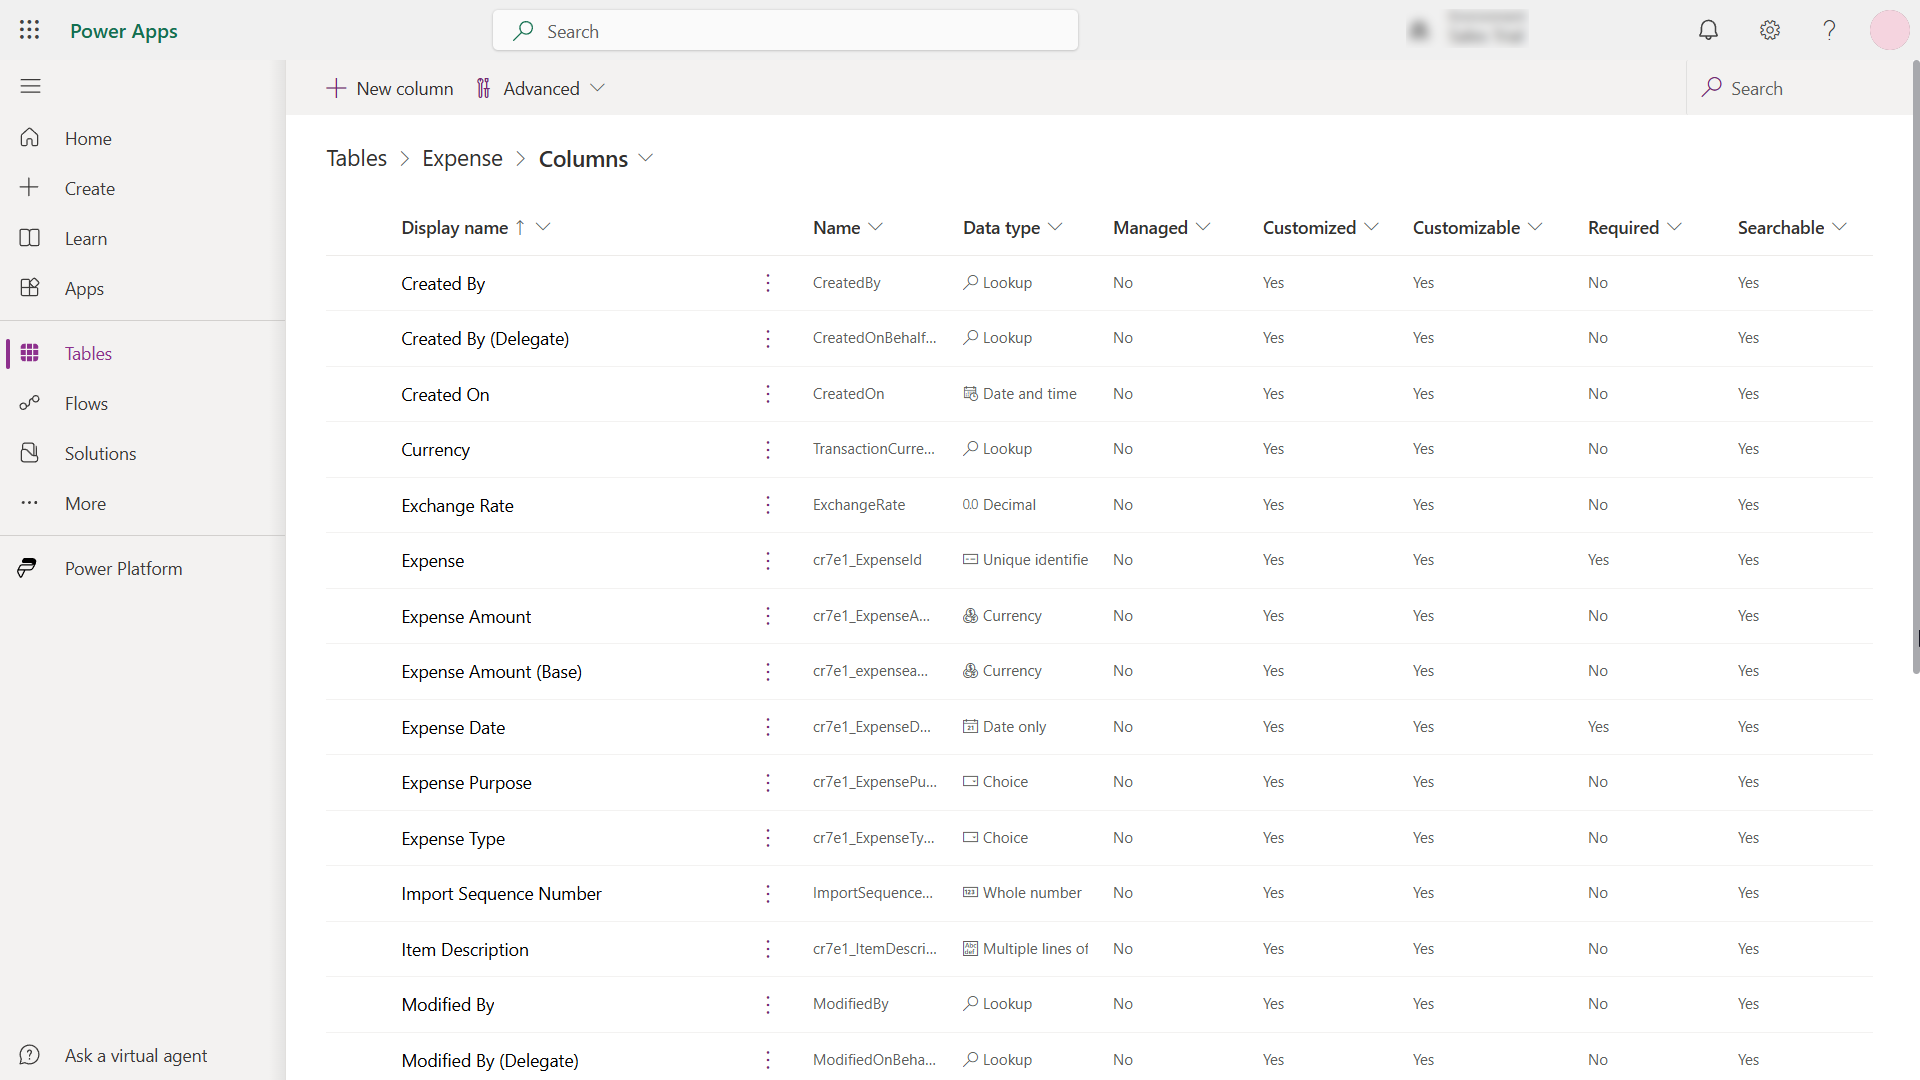 Power Apps
Search
New column
Advanced
Search
Home
Create
Learn
Apps
Tables
Flows
Solutions
More
Power Platform
Ask a virtual agent
Tables > Expense > Columns
Display name ↑ Name Data type Managed Customized Customizable Required Searchable
Created By CreatedBy Lookup No Yes Yes No Yes
Created By (Delegate) CreatedOnBehalf... Lookup No Yes Yes No Yes
Created On CreatedOn Date and time No Yes Yes No Yes
Currency TransactionCurre... Lookup No Yes Yes No Yes
Exchange Rate ExchangeRate 0.0 Decimal No Yes Yes No Yes
Expense cr7e1_ExpenseId Unique identifie No Yes Yes Yes Yes
Expense Amount cr7e1_ExpenseA... Currency No Yes Yes No Yes
Expense Amount (Base) cr7e1_expensea... Currency No Yes Yes No Yes
Expense Date cr7e1_ExpenseD... Date only No Yes Yes Yes Yes
Expense Purpose cr7e1_ExpensePu... Choice No Yes Yes No Yes
Expense Type cr7e1_ExpenseTy... Choice No Yes Yes No Yes
Import Sequence Number ImportSequence... 123 Whole number No Yes Yes No Yes
Item Description cr7e1_ItemDescri... Abc def Multiple lines of No Yes Yes No Yes
Modified By ModifiedBy Lookup No Yes Yes No Yes
Modified By (Delegate) ModifiedOnBeha... Lookup No Yes Yes No Yes